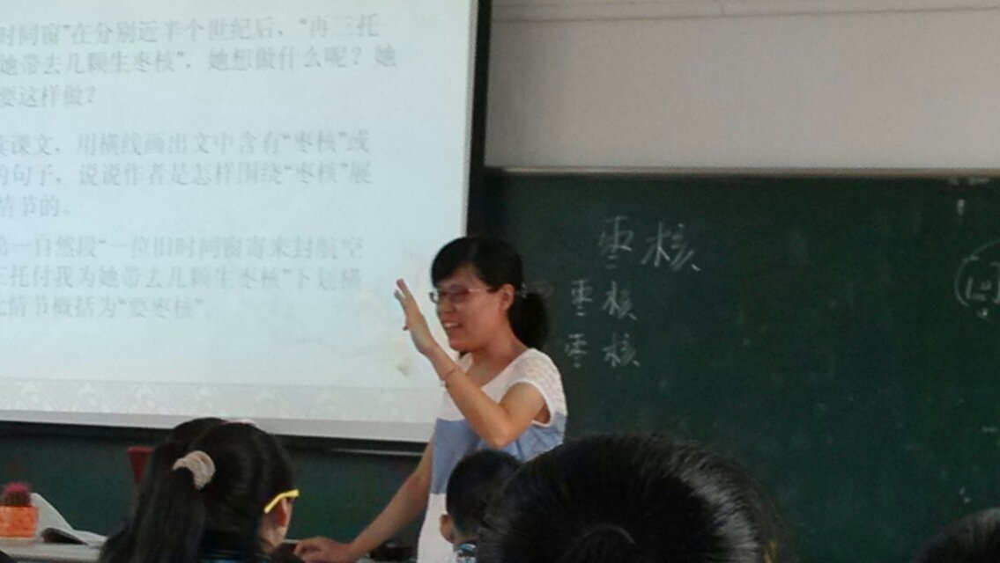 时间窗”在分别近半个世纪后，“再三托
她带去几颗生枣核”，她想做什么呢？她
要这样做？
读课文，用横线画出文中含有“枣核”或
的句子，说说作者是怎样围绕“枣核”展
情节的。
第一自然段“一位旧时同窗寄来封航空
三托付我为她带去几颗生枣核”下划横
此情节概括为“要枣核”。
枣核
枣核
枣核